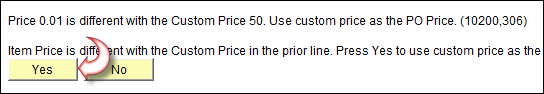 Price 0.01 is different with the Custom Price 50. Use custom price as the PO Price. (10200,306)
Item Price is different with the Custom Price in the prior line. Press Yes to use custom price as the
Yes No